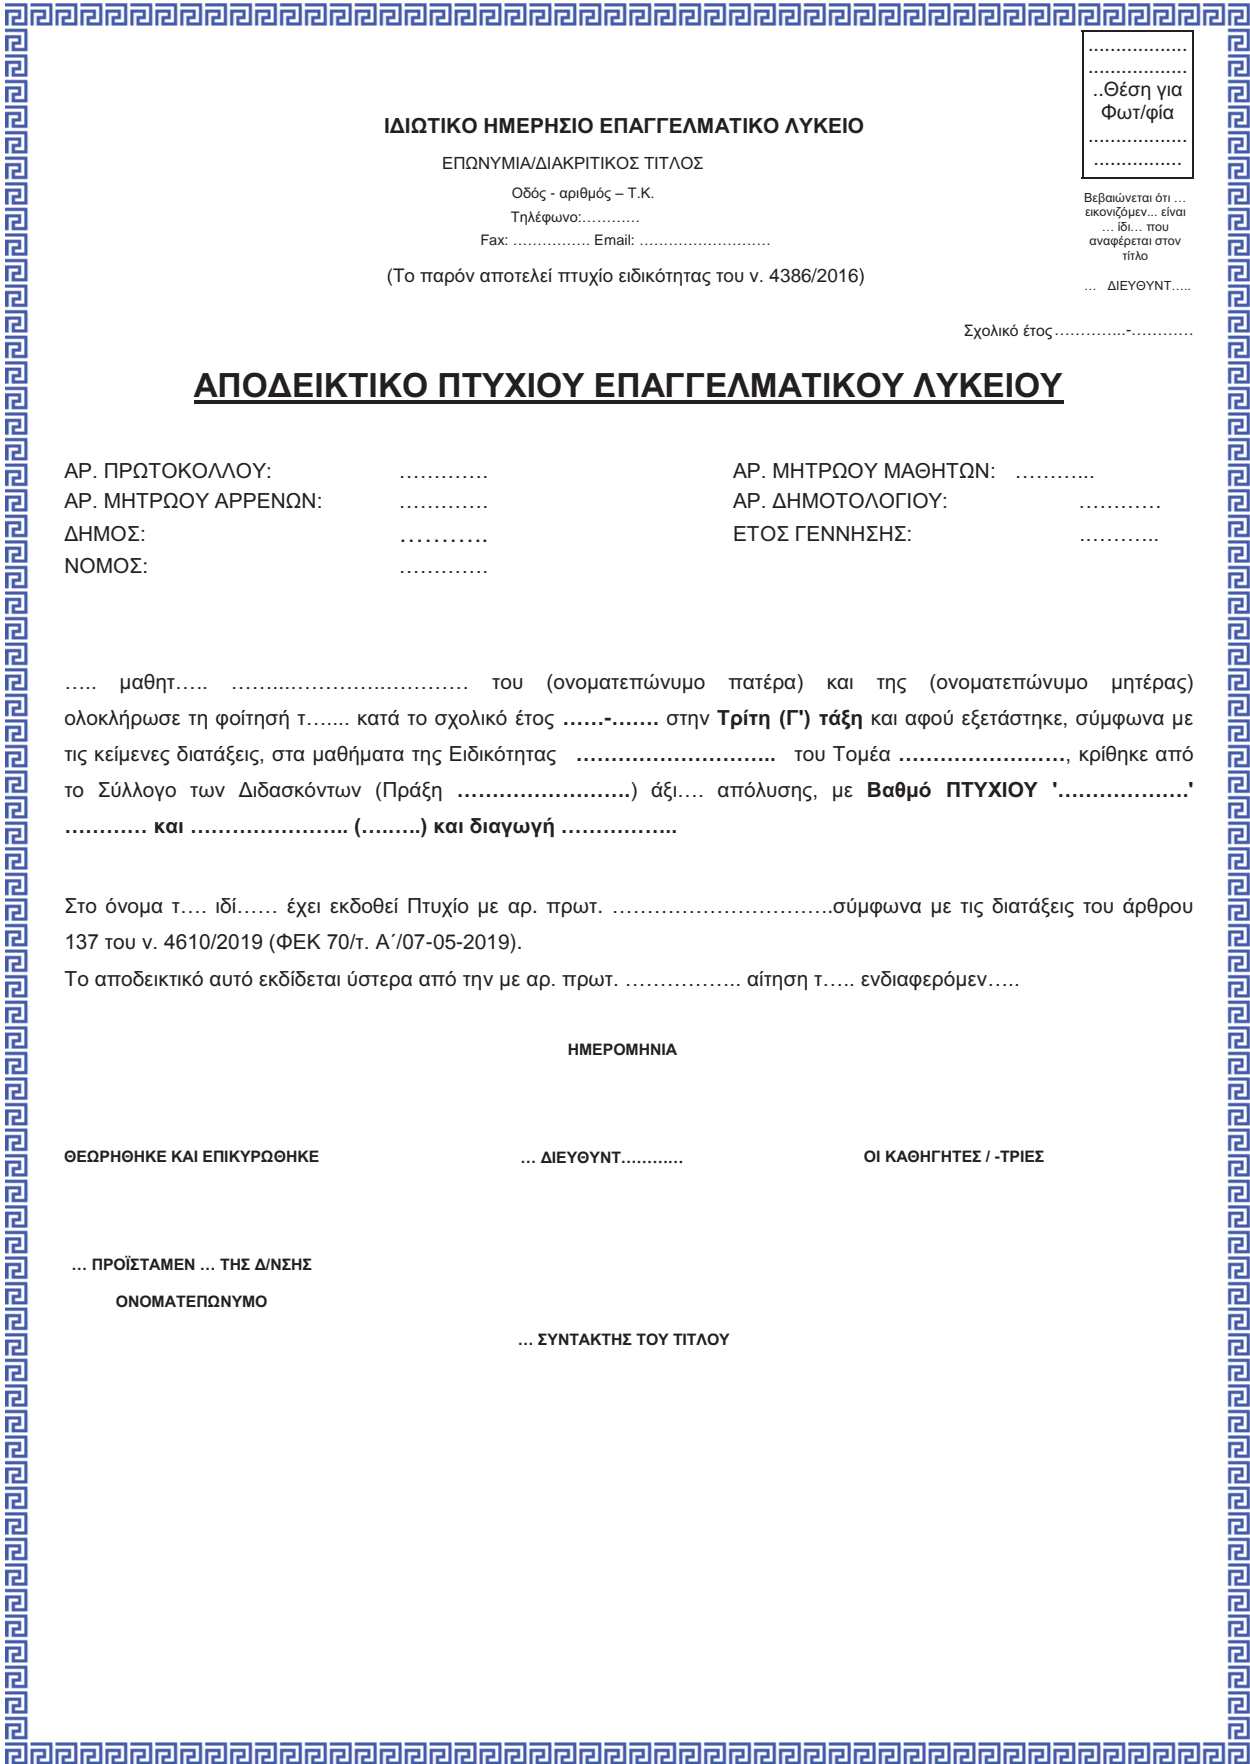 ..................
..................
..Θέση για
Φωτ/φία
..................
................
ΙΔΙΩΤΙΚΟ ΗΜΕΡΗΣΙΟ ΕΠΑΓΓΕΛΜΑΤΙΚΟ ΛΥΚΕΙΟ
ΕΠΩΝΥΜΙΑ/ΔΙΑΚΡΙΤΙΚΟΣ ΤΙΤΛΟΣ
Οδός - αριθμός – Τ.Κ.
Τηλέφωνο:…………
Fax: ……………. Email: ………………………
(Το παρόν αποτελεί πτυχίο ειδικότητας του ν. 4386/2016)
Βεβαιώνεται ότι …
εικονιζόμεν... είναι
… ίδι… που
αναφέρεται στον
τίτλο
… ΔΙΕΥΘΥΝΤ…..
Σχολικό έτος…………..-…………
ΑΠΟΔΕΙΚΤΙΚΟ ΠΤΥΧΙΟΥ ΕΠΑΓΓΕΛΜΑΤΙΚΟΥ ΛΥΚΕΙΟΥ
ΑΡ. ΠΡΩΤΟΚΟΛΛΟΥ: …………. ΑΡ. ΜΗΤΡΩΟΥ ΜΑΘΗΤΩΝ: ………...
ΑΡ. ΜΗΤΡΩΟΥ ΑΡΡΕΝΩΝ: …………. ΑΡ. ΔΗΜΟΤΟΛΟΓΙΟΥ: …………
ΔΗΜΟΣ: ……….. ΕΤΟΣ ΓΕΝΝΗΣΗΣ: ………..
ΝΟΜΟΣ: ………….
….. μαθητ….. ……...………….………… του (ονοματεπώνυμο πατέρα) και της (ονοματεπώνυμο μητέρας)
ολοκλήρωσε τη φοίτησή τ….... κατά το σχολικό έτος ……-……. στην Τρίτη (Γ') τάξη και αφού εξετάστηκε, σύμφωνα με
τις κείμενες διατάξεις, στα μαθήματα της Ειδικότητας ……………………….. του Τομέα ……………………, κρίθηκε από
το Σύλλογο των Διδασκόντων (Πράξη …………………….) άξι…. απόλυσης, με Βαθμό ΠΤΥΧΙΟΥ '……………….'
………… και ………………….. (….…..) και διαγωγή ……………..
Στο όνομα τ…. ιδί…… έχει εκδοθεί Πτυχίο με αρ. πρωτ. ………………………….σύμφωνα με τις διατάξεις του άρθρου
137 του ν. 4610/2019 (ΦΕΚ 70/τ. Α΄/07-05-2019).
Το αποδεικτικό αυτό εκδίδεται ύστερα από την με αρ. πρωτ. …………….. αίτηση τ….. ενδιαφερόμεν…..
ΗΜΕΡΟΜΗΝΙΑ
ΘΕΩΡΗΘΗΚΕ ΚΑΙ ΕΠΙΚΥΡΩΘΗΚΕ … ΔΙΕΥΘΥΝΤ………… ΟΙ ΚΑΘΗΓΗΤΕΣ / -ΤΡΙΕΣ
… ΠΡΟΪΣΤΑΜΕΝ … ΤΗΣ Δ/ΝΣΗΣ
ΟΝΟΜΑΤΕΠΩΝΥΜΟ
… ΣΥΝΤΑΚΤΗΣ ΤΟΥ ΤΙΤΛΟΥ